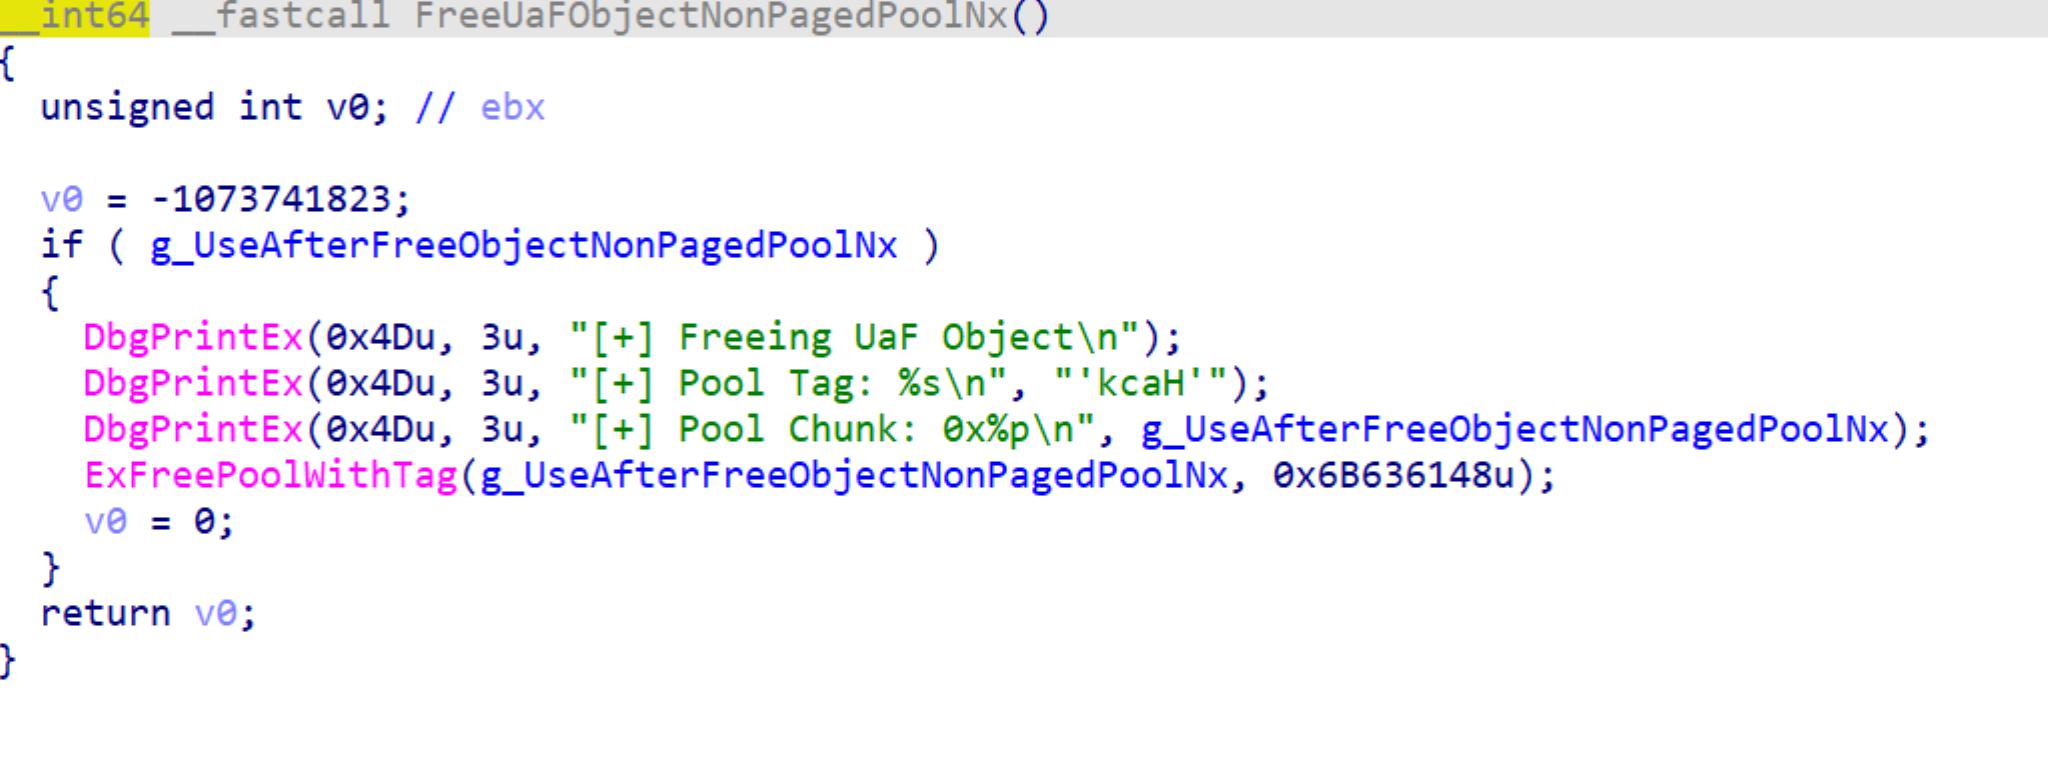 __int64 __fastcall FreeUaFObjectNonPagedPoolNx()
{
  unsigned int v0; // ebx

  v0 = -1073741823;
  if ( g_UseAfterFreeObjectNonPagedPoolNx )
  {
    DbgPrintEx(0x4Du, 3u, "[+] Freeing UaF Object\n");
    DbgPrintEx(0x4Du, 3u, "[+] Pool Tag: %s\n", "'kcaH'");
    DbgPrintEx(0x4Du, 3u, "[+] Pool Chunk: 0x%p\n", g_UseAfterFreeObjectNonPagedPoolNx);
    ExFreePoolWithTag(g_UseAfterFreeObjectNonPagedPoolNx, 0x6B636148u);
    v0 = 0;
  }
  return v0;
}